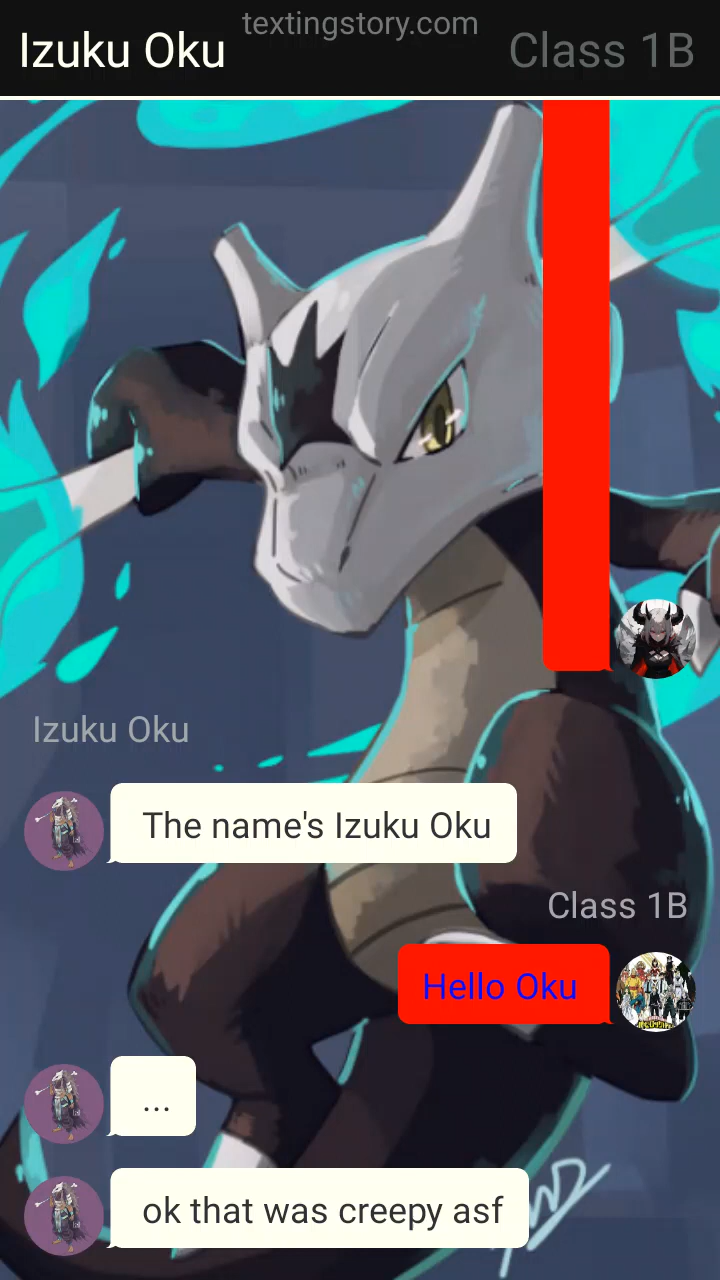 textingstory.com
Izuku Oku
Class 1B
Izuku Oku
The name's Izuku Oku
Class 1B
Hello Oku
...
ok that was creepy asf